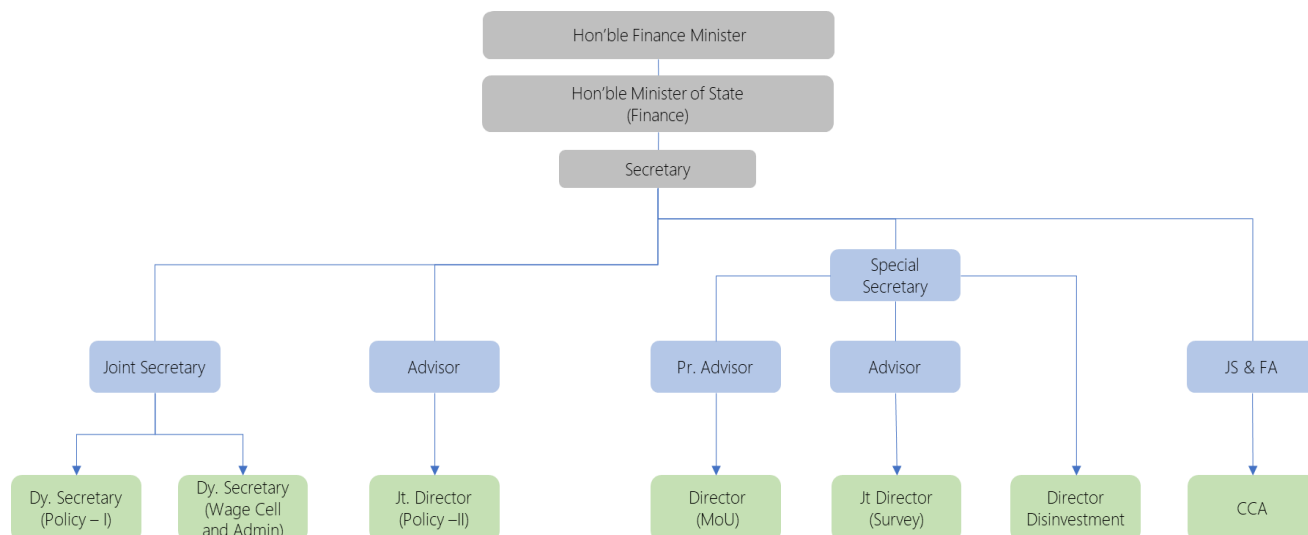 Hon'ble Finance Minister
Hon'ble Minister of State
(Finance)
Secretary
Special
Secretary
Joint Secretary
Advisor
Pr. Advisor
Advisor
JS & FA
Dy. Secretary
(Policy – I)
Dy. Secretary
(Wage Cell
and Admin)
Jt. Director
(Policy –II)
Director
(MoU)
Jt Director
(Survey)
Director
Disinvestment
CCA